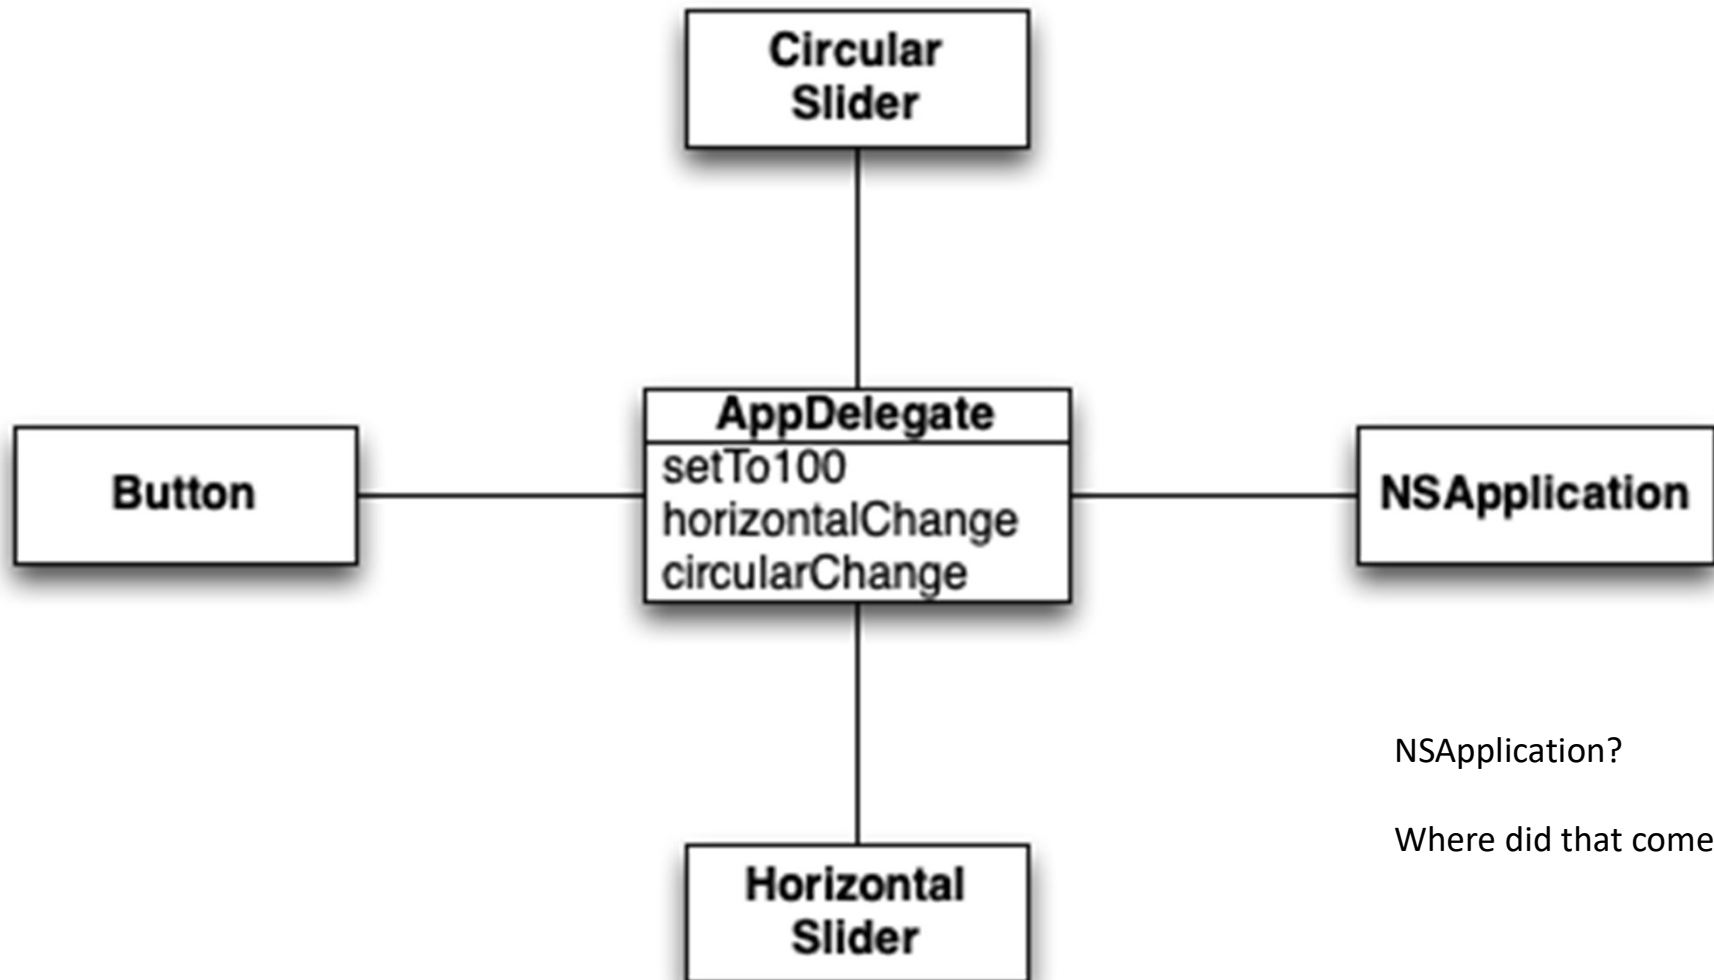 Circular
Slider
AppDelegate
setTo100
horizontalChange
circularChange
Button
NSApplication
NSApplication?
Where did that come
Horizontal
Slider